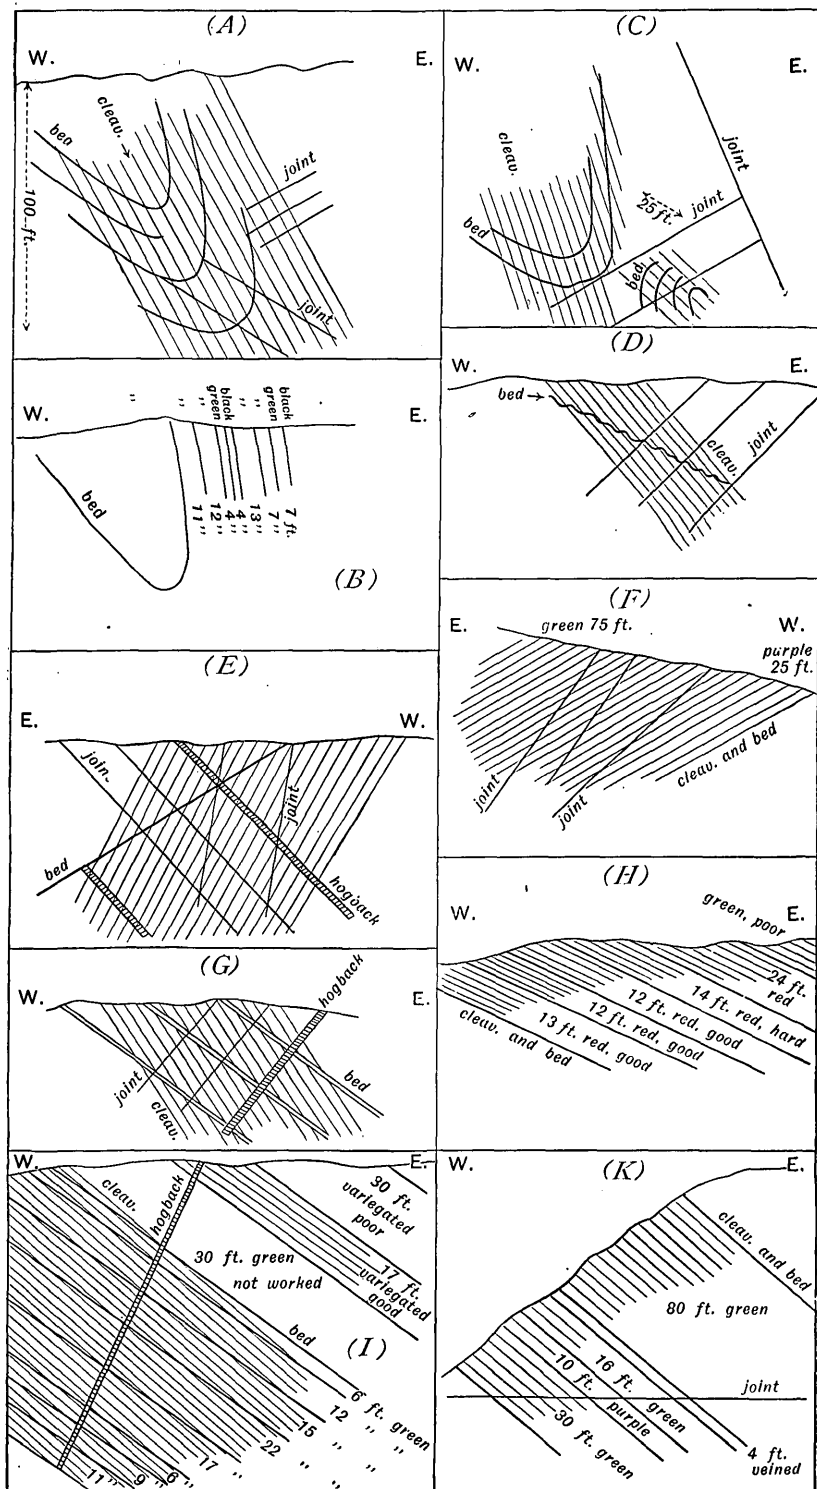 (A)
W.
E.
cleav.
bea
joint
100 ft.
joint
(C)
W.
E.
cleav.
joint
25 ft.
joint
bed
bed
(B)
W.
E.
" " " green black " " green black
bed
11 "
12 "
4 "
4 "
13 "
7 "
7 ft.
(D)
W.
E.
bed
cleav.
joint
(E)
E.
W.
join.
joint
bed
hogback
(F)
E.
W.
green 75 ft.
purple
25 ft.
cleav. and bed
joint
joint
(G)
W.
E.
hogback
joint
cleav.
bed
(H)
W.
E.
green, poor
24 ft.
red
14 ft. red, hard
12 ft. red, good
12 ft. red, good
13 ft. red, good
cleav. and bed
(I)
W.
E.
cleav.
hogback
30 ft.
variegated
poor
17 ft.
variegated
good
30 ft. green
not worked
bed
6 ft. green
12 " "
15 " "
22 " "
17 "
6 "
9 "
11 "
(K)
W.
E.
cleav. and bed
80 ft. green
joint
16 ft. green
10 ft. purple
30 ft. green
4 ft.
veined